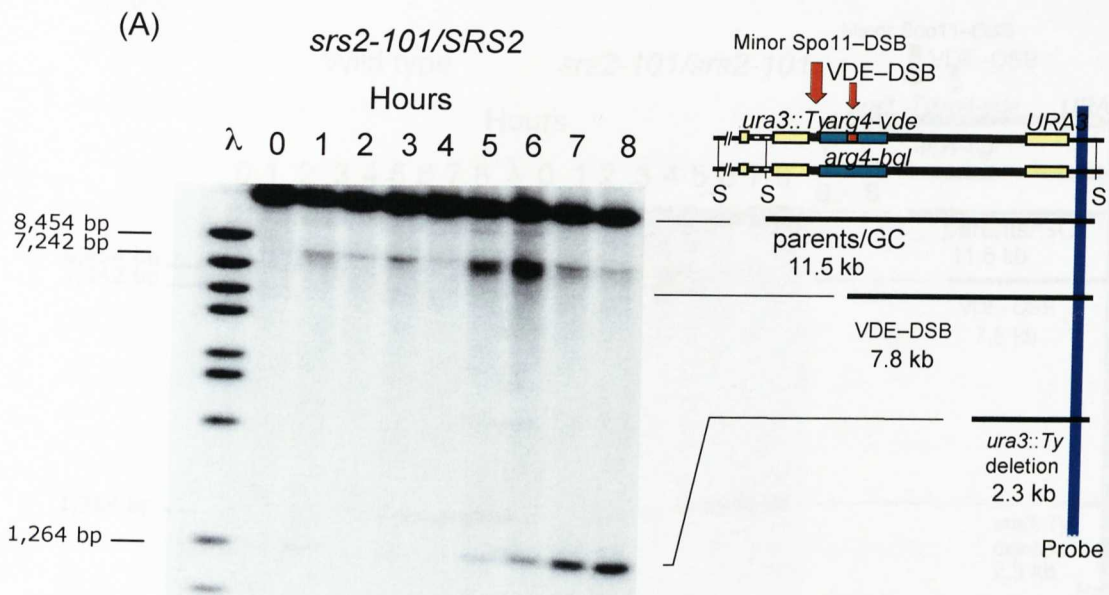 (A)
srs2-101/SRS2
Hours
λ 0 1 2 3 4 5 6 7 8
8,454 bp
7,242 bp
1,264 bp
Minor Spo11–DSB
VDE–DSB
ura3::Ty arg4-vde URA3
arg4-bgl
S S S
parents/GC
11.5 kb
VDE–DSB
7.8 kb
ura3::Ty
deletion
2.3 kb
Probe